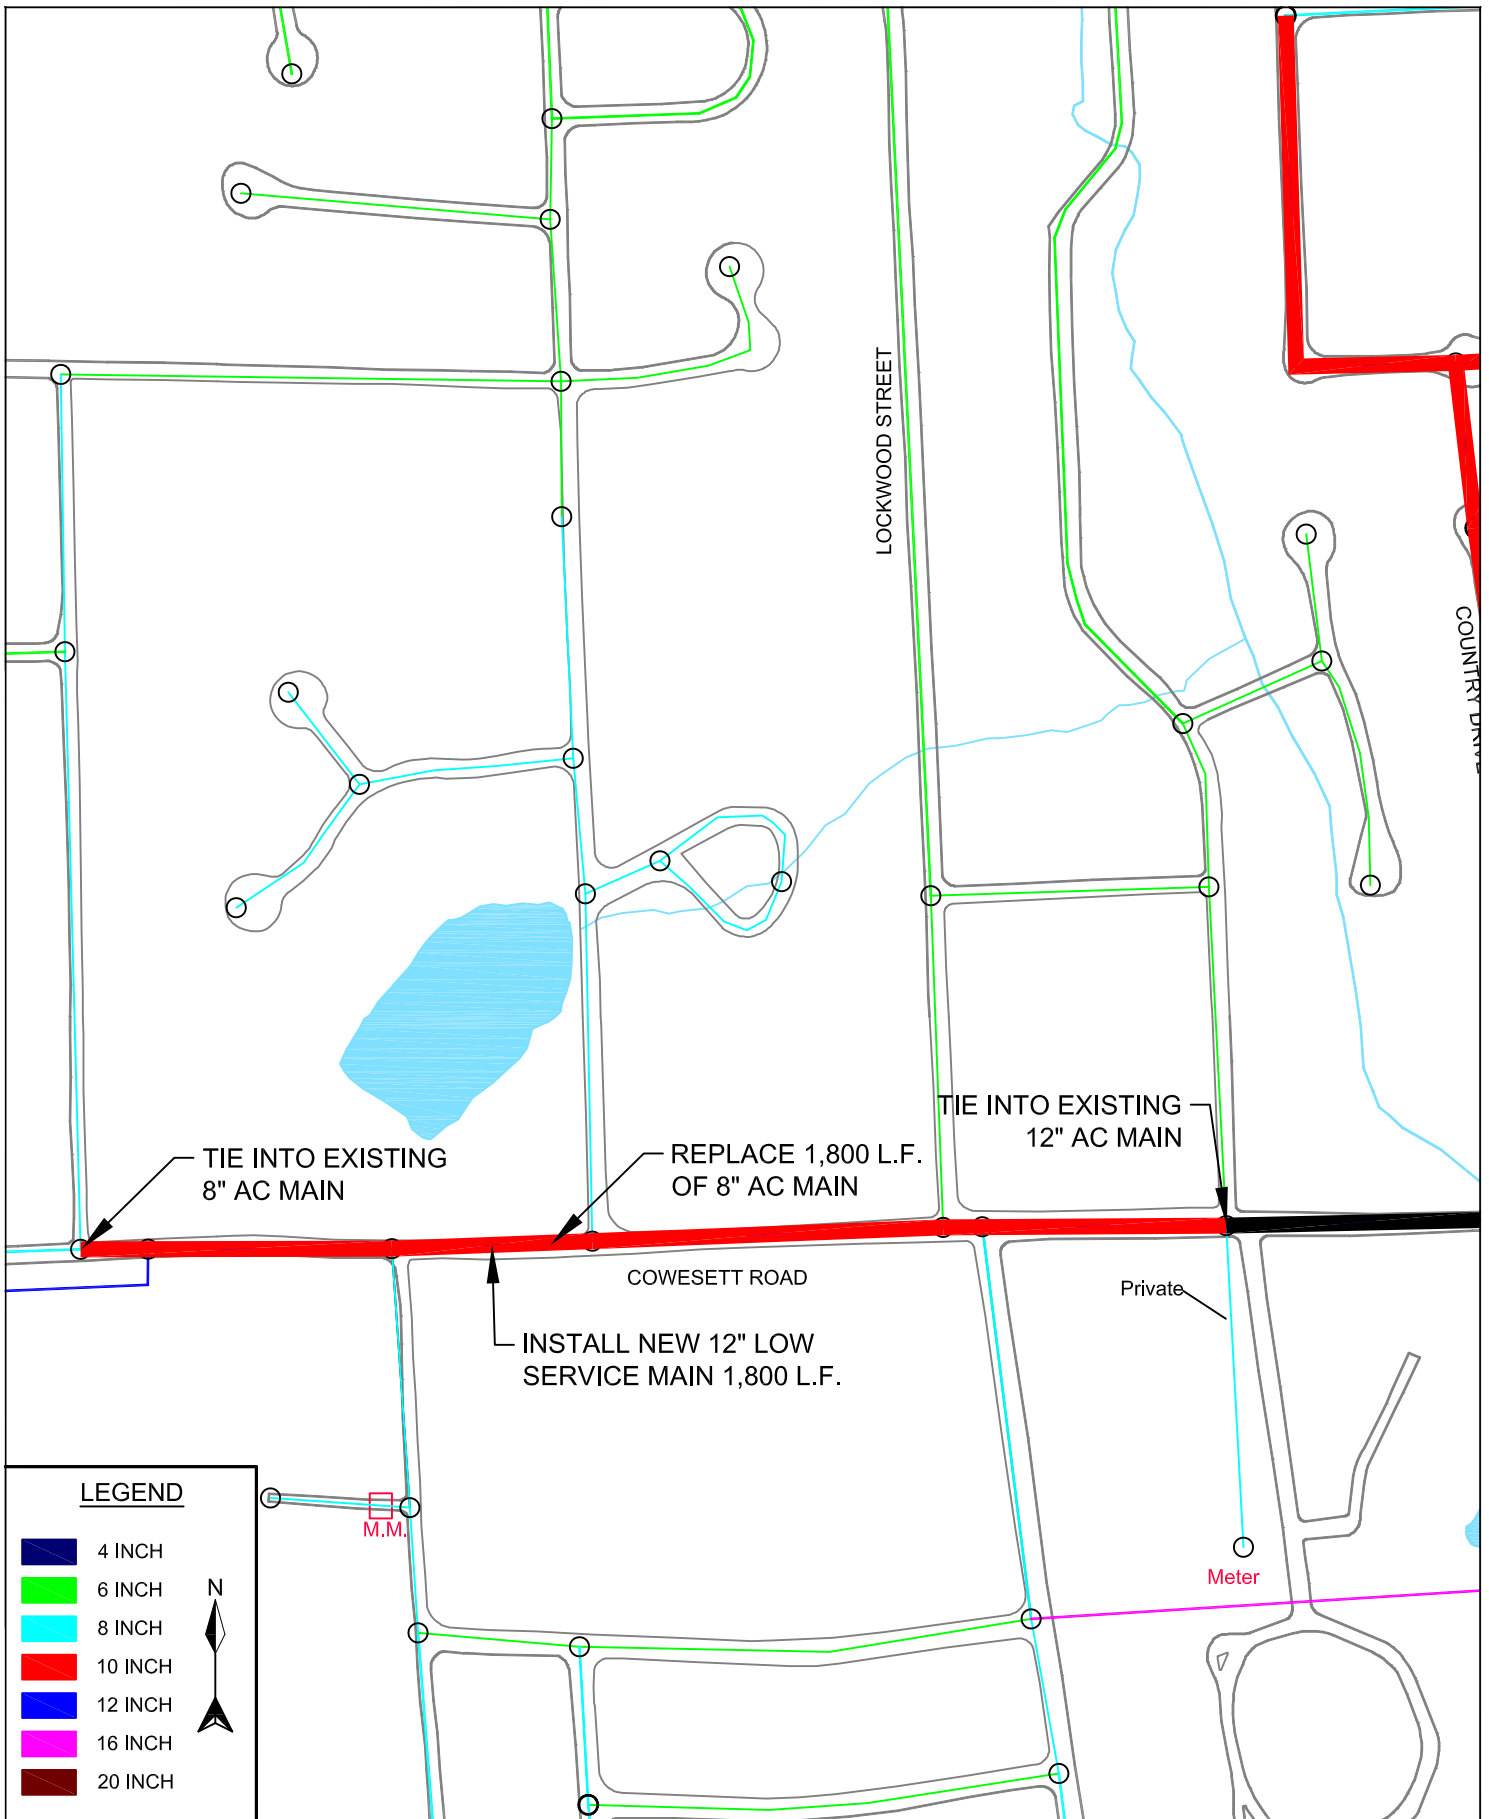 LOCKWOOD STREET
COUNTRY DRIVE
TIE INTO EXISTING
12" AC MAIN
TIE INTO EXISTING
8" AC MAIN
REPLACE 1,800 L.F.
OF 8" AC MAIN
COWESETT ROAD
Private
INSTALL NEW 12" LOW
SERVICE MAIN 1,800 L.F.
M.M.
Meter
LEGEND
4 INCH
6 INCH
8 INCH
10 INCH
12 INCH
16 INCH
20 INCH
N